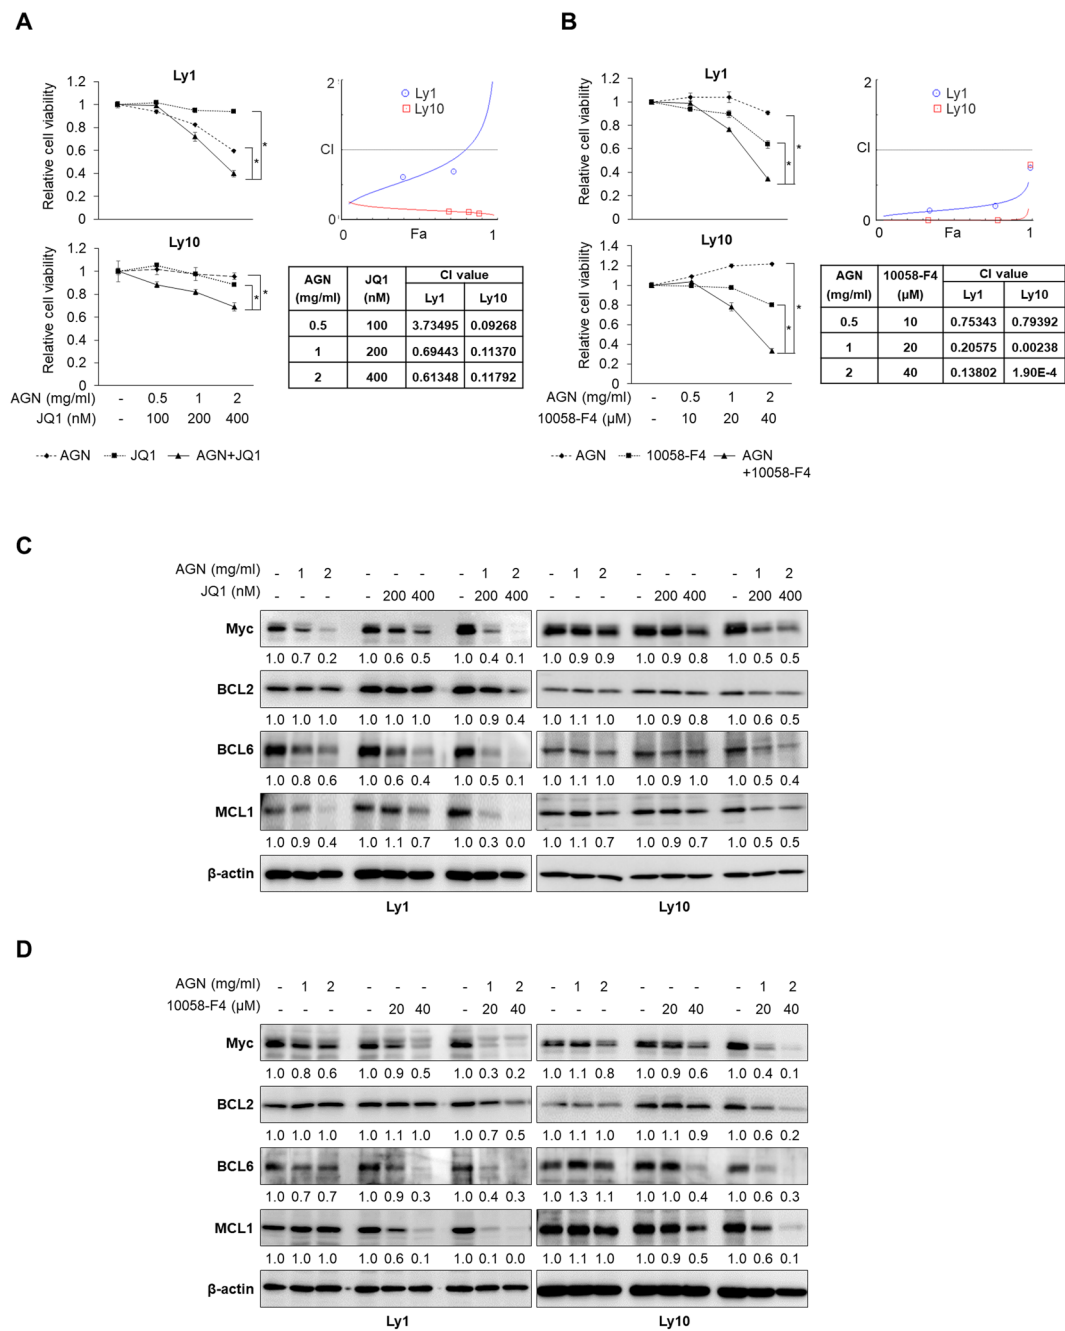 A
Ly1
1.2
1
0.8
0.6
0.4
0.2
0
Relative cell viability
*
*
2
CI
0
0
Fa
1
Ly1
Ly10
Ly10
1.2
1
0.8
0.6
0.4
0.2
0
Relative cell viability
*
*
AGN (mg/ml) - 0.5 1 2
JQ1 (nM) - 100 200 400
AGN JQ1 AGN+JQ1
AGN (mg/ml) JQ1 (nM) CI value
Ly1 Ly10
0.5 100 3.73495 0.09268
1 200 0.69443 0.11370
2 400 0.61348 0.11792
B
Ly1
1.2
1
0.8
0.6
0.4
0.2
0
Relative cell viability
*
*
2
CI
0
0
Fa
1
Ly1
Ly10
Ly10
1.4
1.2
1
0.8
0.6
0.4
0.2
0
Relative cell viability
*
*
AGN (mg/ml) - 0.5 1 2
10058-F4 (µM) - 10 20 40
AGN 10058-F4 AGN
+10058-F4
AGN (mg/ml) 10058-F4 (µM) CI value
Ly1 Ly10
0.5 10 0.75343 0.79392
1 20 0.20575 0.00238
2 40 0.13802 1.90E-4
C
AGN (mg/ml) - 1 2 - - - - 1 2 - 1 2 - - - - 1 2
JQ1 (nM) - - - - 200 400 - 200 400 - - - - 200 400 - 200 400
Myc
1.0 0.7 0.2 1.0 0.6 0.5 1.0 0.4 0.1 1.0 0.9 0.9 1.0 0.9 0.8 1.0 0.5 0.5
BCL2
1.0 1.0 1.0 1.0 1.0 1.0 1.0 0.9 0.4 1.0 1.1 1.0 1.0 0.9 0.8 1.0 0.6 0.5
BCL6
1.0 0.8 0.6 1.0 0.6 0.4 1.0 0.5 0.1 1.0 1.1 1.0 1.0 0.9 1.0 1.0 0.5 0.4
MCL1
1.0 0.9 0.4 1.0 1.1 0.7 1.0 0.3 0.0 1.0 1.1 0.7 1.0 0.9 0.7 1.0 0.5 0.5
β-actin
Ly1 Ly10
D
AGN (mg/ml) - 1 2 - - - - 1 2 - 1 2 - - - - 1 2
10058-F4 (µM) - - - - 20 40 - 20 40 - - - - 20 40 - 20 40
Myc
1.0 0.8 0.6 1.0 0.9 0.5 1.0 0.3 0.2 1.0 1.1 0.8 1.0 0.9 0.6 1.0 0.4 0.1
BCL2
1.0 1.0 1.0 1.0 1.1 1.0 1.0 0.7 0.5 1.0 1.1 1.0 1.0 1.1 0.9 1.0 0.6 0.2
BCL6
1.0 0.7 0.7 1.0 0.9 0.3 1.0 0.4 0.3 1.0 1.3 1.1 1.0 1.0 0.4 1.0 0.6 0.3
MCL1
1.0 1.0 1.0 1.0 0.6 0.1 1.0 0.1 0.0 1.0 1.1 1.0 1.0 0.9 0.5 1.0 0.6 0.1
β-actin
Ly1 Ly10